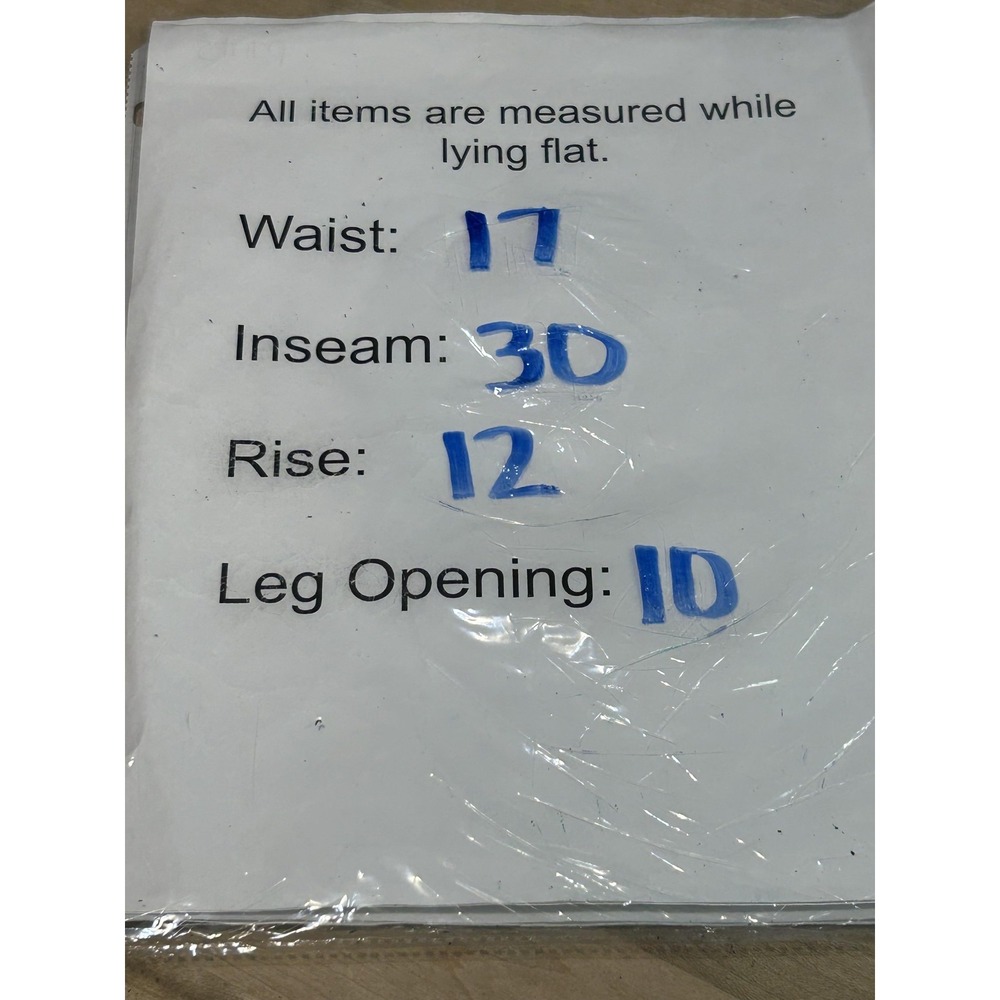 All items are measured while
lying flat.
Waist: 17
Inseam: 30
Rise: 12
Leg Opening: 10